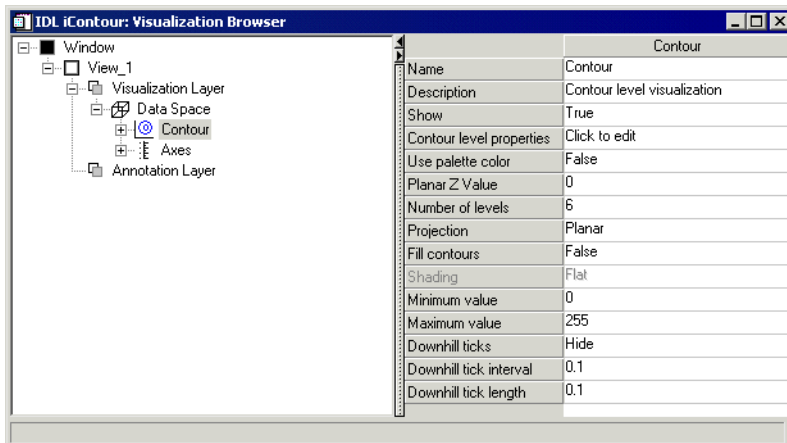 IDL iContour: Visualization Browser
Window
View_1
Visualization Layer
Data Space
Contour
Axes
Annotation Layer
Contour
Name Contour
Description Contour level visualization
Show True
Contour level properties Click to edit
Use palette color False
Planar Z Value 0
Number of levels 6
Projection Planar
Fill contours False
Shading Flat
Minimum value 0
Maximum value 255
Downhill ticks Hide
Downhill tick interval 0.1
Downhill tick length 0.1